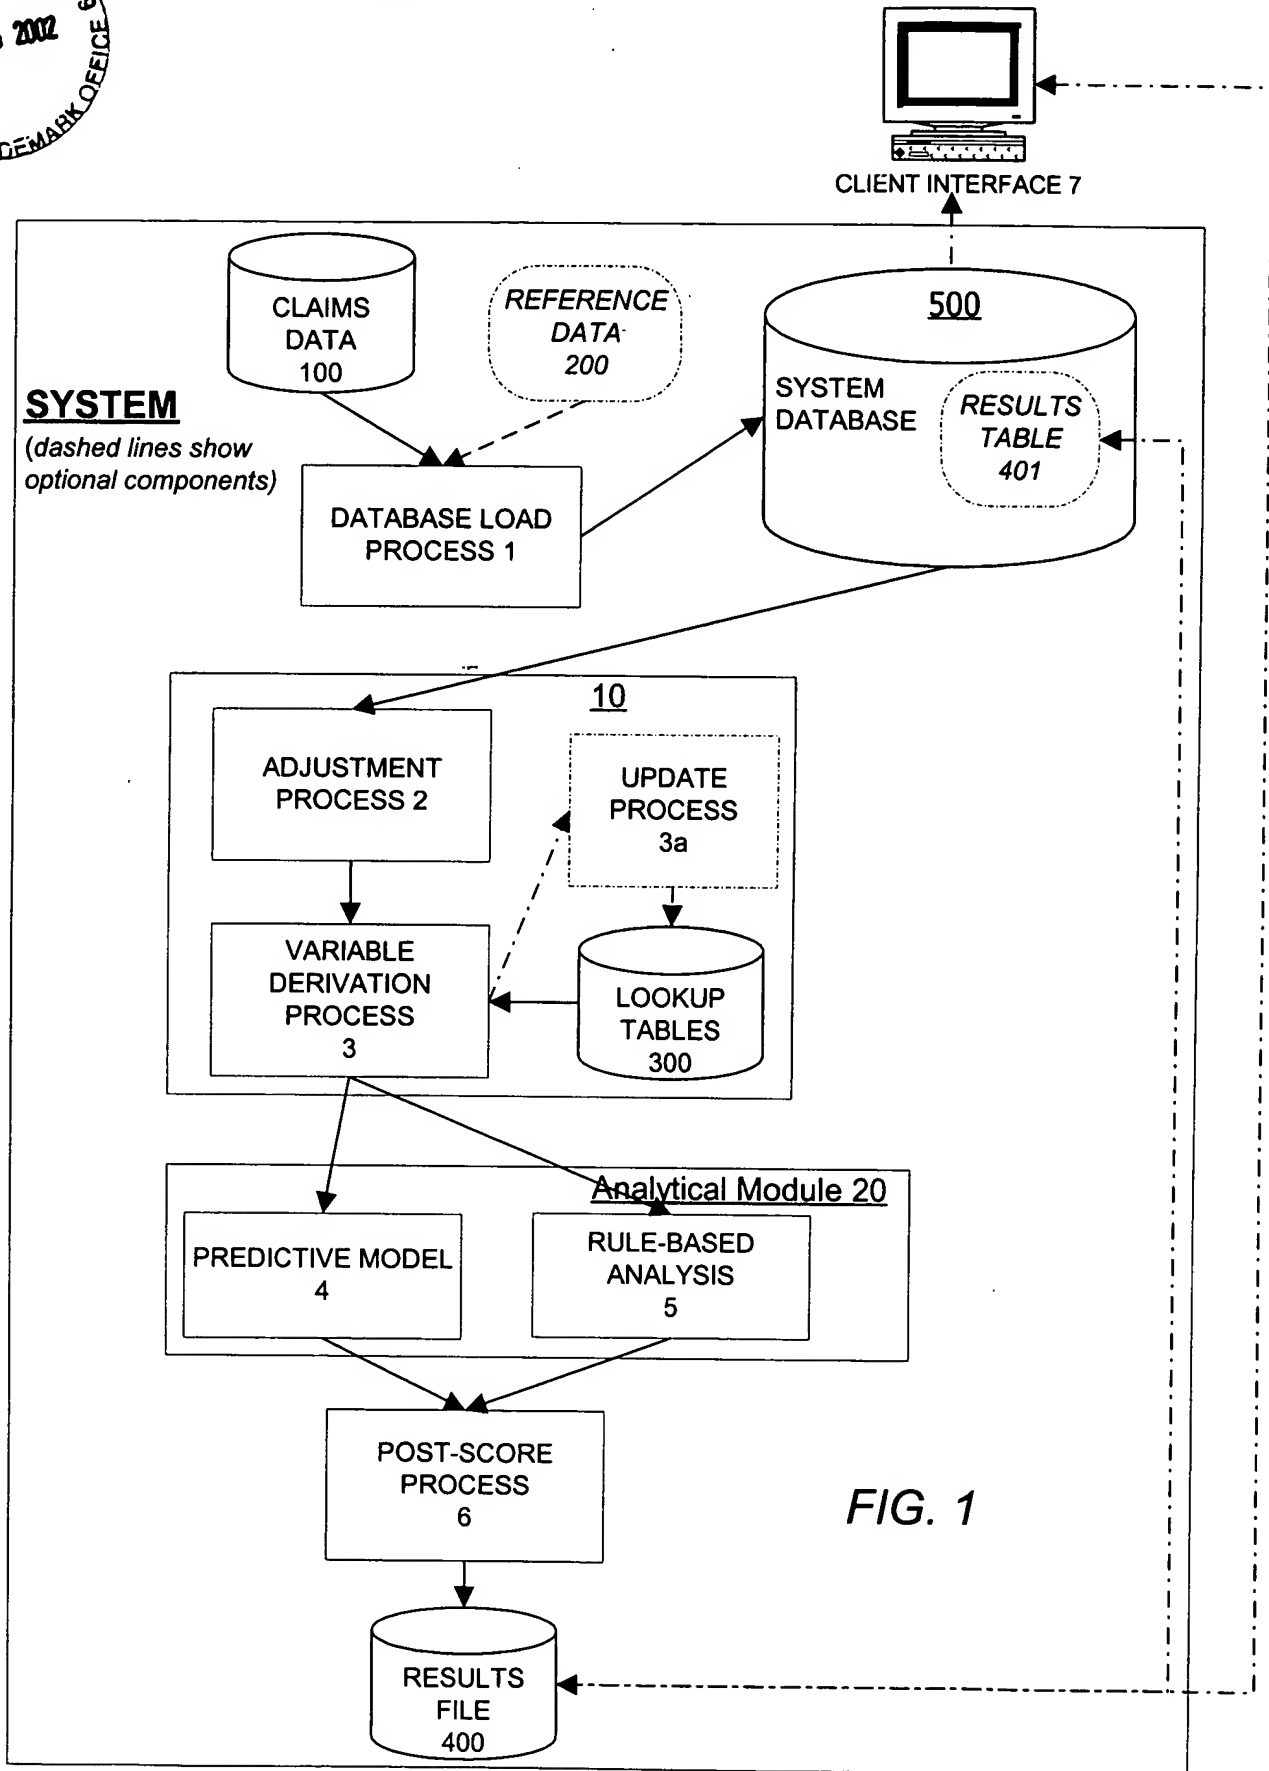 2002
DEMARK OFFICE
CLIENT INTERFACE 7
CLAIMS
DATA
100
REFERENCE
DATA
200
500
SYSTEM
DATABASE
RESULTS
TABLE
401
SYSTEM
(dashed lines show
optional components)
DATABASE LOAD
PROCESS 1
10
ADJUSTMENT
PROCESS 2
UPDATE
PROCESS
3a
VARIABLE
DERIVATION
PROCESS
3
LOOKUP
TABLES
300
Analytical Module 20
PREDICTIVE MODEL
4
RULE-BASED
ANALYSIS
5
POST-SCORE
PROCESS
6
FIG. 1
RESULTS
FILE
400